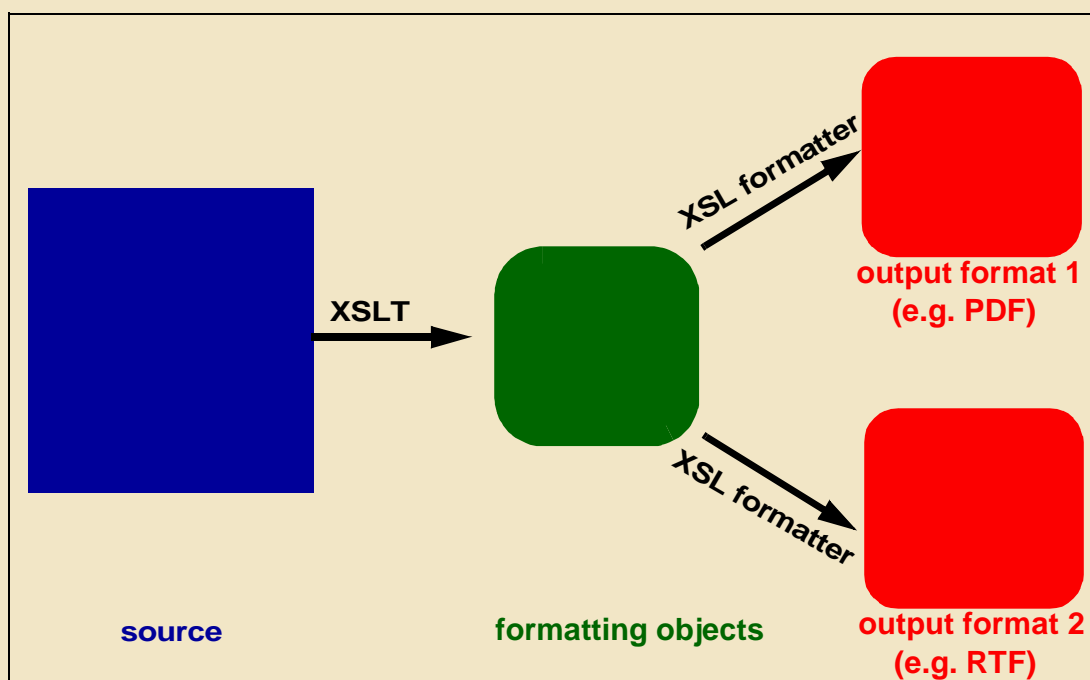 XSL formatter
output format 1
(e.g. PDF)
XSLT
XSL formatter
source
formatting objects
output format 2
(e.g. RTF)